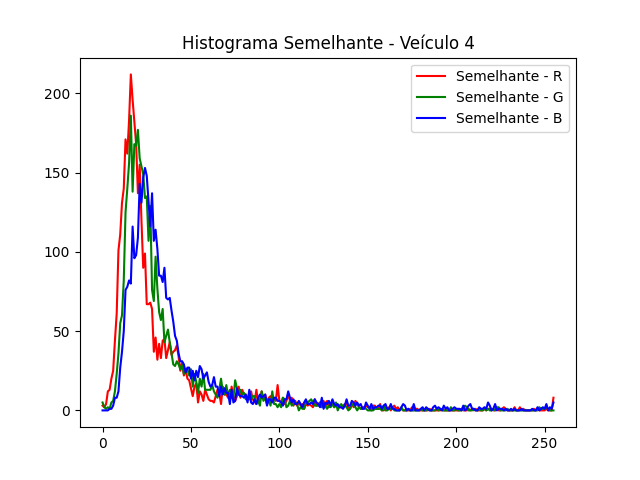 Histograma Semelhante - Veículo 4
Semelhante - R
Semelhante - G
Semelhante - B
200
150
100
50
0
0 50 100 150 200 250